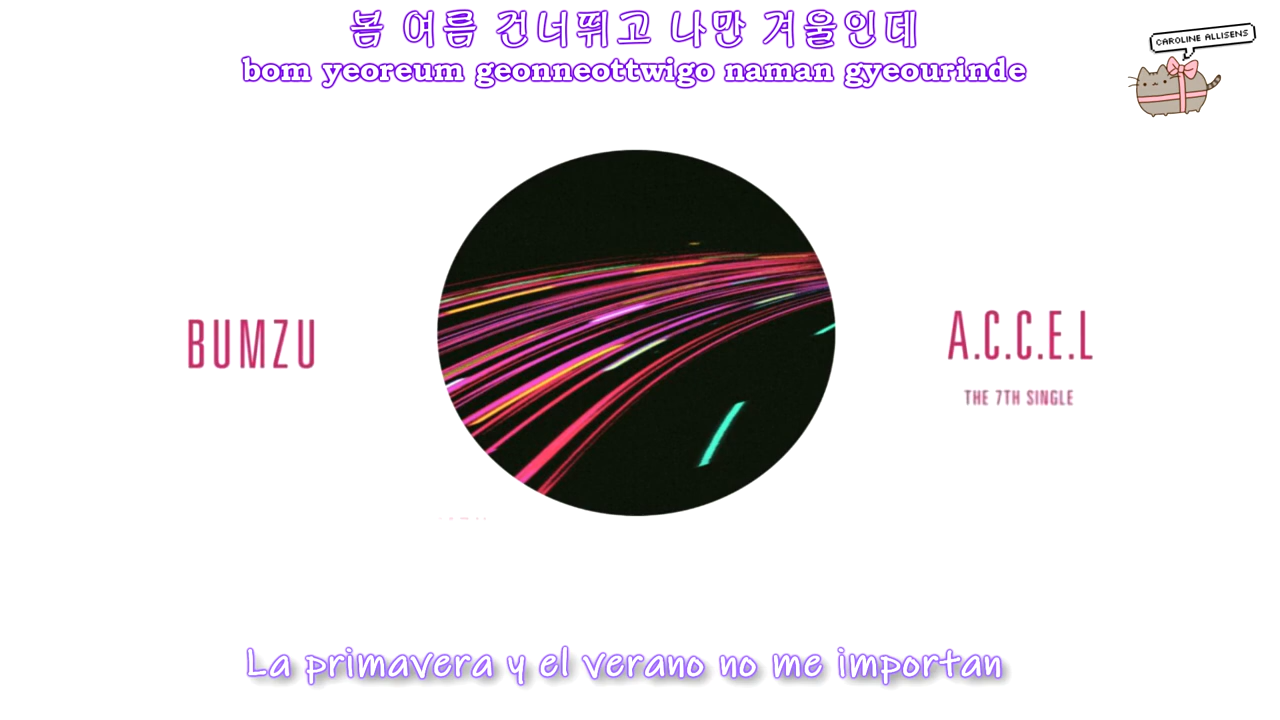 봄 여름 건너뛰고 나만 겨울인데
bom yeoreum geonneottwigo naman gyeourinde
CAROLINE ALLISENS
BUMZU
A.C.C.E.L
THE 7TH SINGLE
La primavera y el verano no me importan